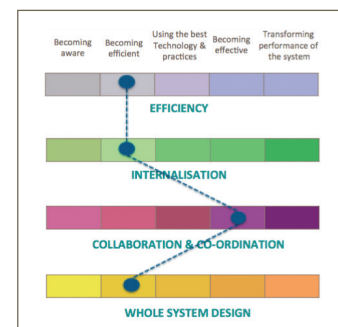 Becoming aware
Becoming efficient
Using the best Technology & practices
Becoming effective
Transforming performance of the system
EFFICIENCY
INTERNALISATION
COLLABORATION & CO-ORDINATION
WHOLE SYSTEM DESIGN